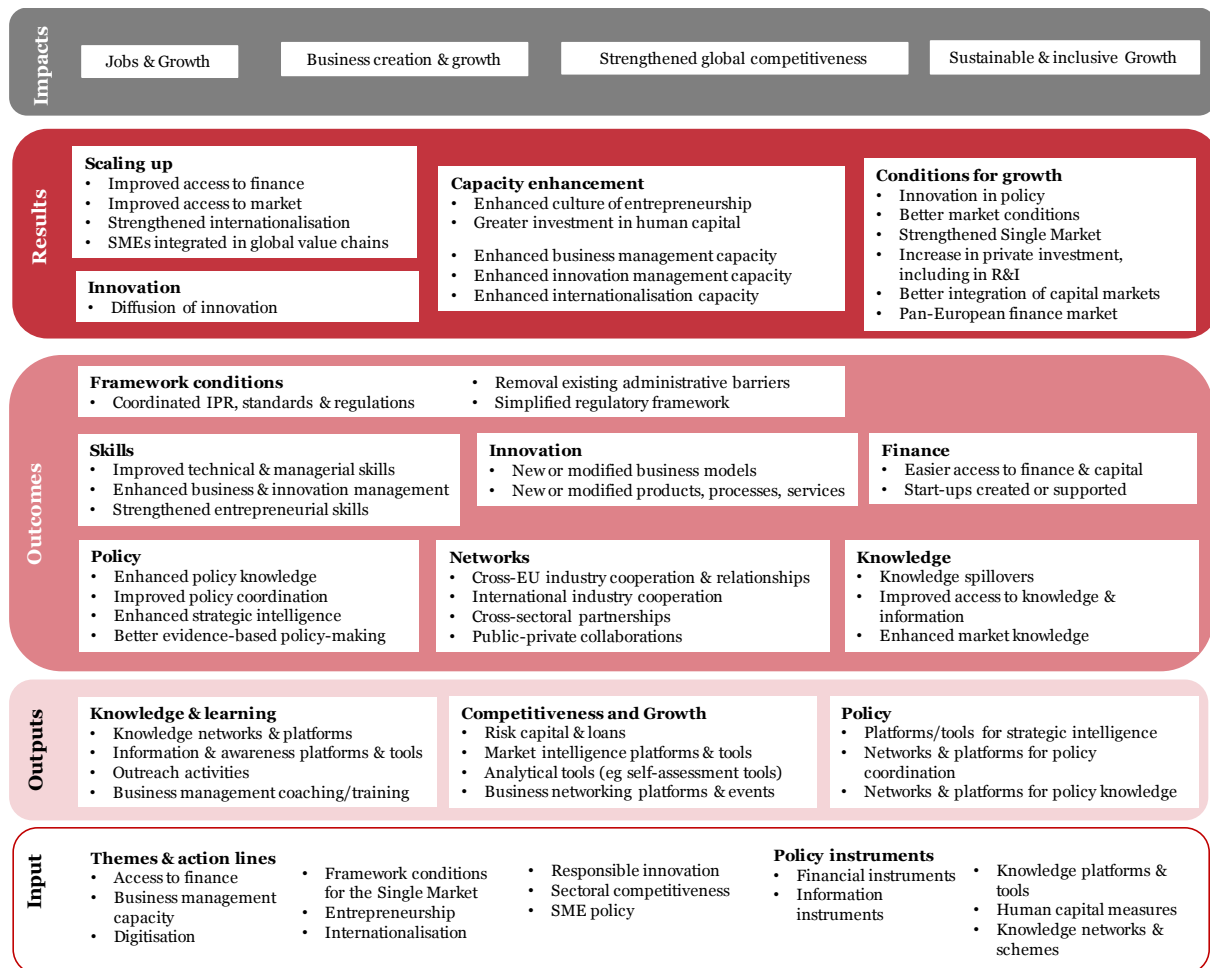 Impacts
Jobs & Growth
Business creation & growth
Strengthened global competitiveness
Sustainable & inclusive Growth
Results
Scaling up
• Improved access to finance
• Improved access to market
• Strengthened internationalisation
• SMEs integrated in global value chains
Innovation
• Diffusion of innovation
Capacity enhancement
• Enhanced culture of entrepreneurship
• Greater investment in human capital
• Enhanced business management capacity
• Enhanced innovation management capacity
• Enhanced internationalisation capacity
Conditions for growth
• Innovation in policy
• Better market conditions
• Strengthened Single Market
• Increase in private investment,
including in R&I
• Better integration of capital markets
• Pan-European finance market
Outcomes
Framework conditions
• Coordinated IPR, standards & regulations
• Removal existing administrative barriers
• Simplified regulatory framework
Skills
• Improved technical & managerial skills
• Enhanced business & innovation management
• Strengthened entrepreneurial skills
Innovation
• New or modified business models
• New or modified products, processes, services
Finance
• Easier access to finance & capital
• Start-ups created or supported
Policy
• Enhanced policy knowledge
• Improved policy coordination
• Enhanced strategic intelligence
• Better evidence-based policy-making
Networks
• Cross-EU industry cooperation & relationships
• International industry cooperation
• Cross-sectoral partnerships
• Public-private collaborations
Knowledge
• Knowledge spillovers
• Improved access to knowledge &
information
• Enhanced market knowledge
Outputs
Knowledge & learning
• Knowledge networks & platforms
• Information & awareness platforms & tools
• Outreach activities
• Business management coaching/training
Competitiveness and Growth
• Risk capital & loans
• Market intelligence platforms & tools
• Analytical tools (eg self-assessment tools)
• Business networking platforms & events
Policy
• Platforms/tools for strategic intelligence
• Networks & platforms for policy
coordination
• Networks & platforms for policy knowledge
Input
Themes & action lines
• Access to finance
• Business management
capacity
• Digitisation
• Framework conditions
for the Single Market
• Entrepreneurship
• Internationalisation
• Responsible innovation
• Sectoral competitiveness
• SME policy
Policy instruments
• Financial instruments
• Information
instruments
• Knowledge platforms &
tools
• Human capital measures
• Knowledge networks &
schemes